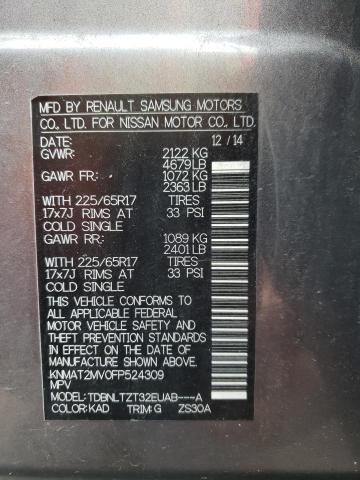 MFD BY RENAULT SAMSUNG MOTORS
CO., LTD. FOR NISSAN MOTOR CO., LTD.
DATE: 12 / 14
GVWR: 2122 KG
4679 LB
GAWR FR: 1072 KG
2363 LB
WITH 225/65R17 TIRES
17x7J RIMS AT 33 PSI
COLD SINGLE
GAWR RR: 1089 KG
2401 LB
WITH 225/65R17 TIRES
17x7J RIMS AT 33 PSI
COLD SINGLE
THIS VEHICLE CONFORMS TO
ALL APPLICABLE FEDERAL
MOTOR VEHICLE SAFETY AND
THEFT PREVENTION STANDARDS
IN EFFECT ON THE DATE OF
MANUFACTURE SHOWN ABOVE.
KNMAT2MV0FP524309
MPV
MODEL: TDBNLTZT32EUAB---A
COLOR: KAD TRIM: G ZS30A